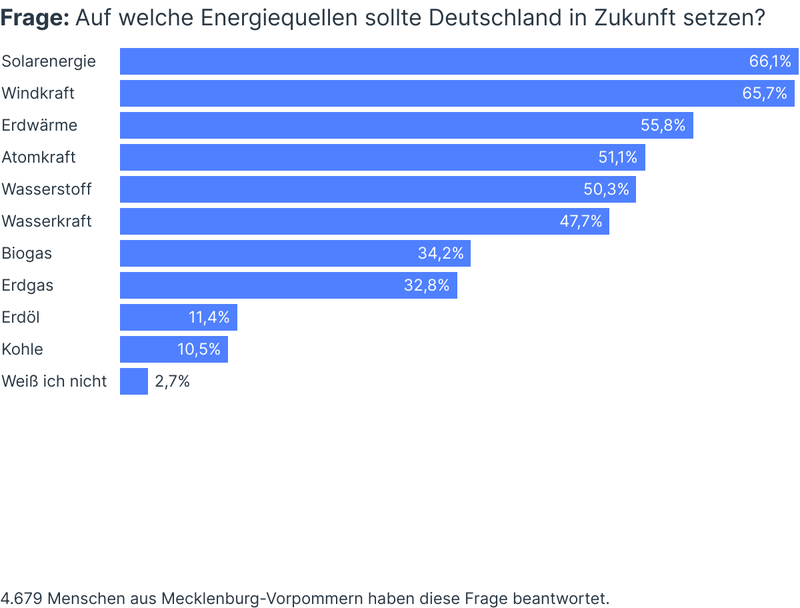 Frage: Auf welche Energiequellen sollte Deutschland in Zukunft setzen?
Solarenergie 66,1%
Windkraft 65,7%
Erdwärme 55,8%
Atomkraft 51,1%
Wasserstoff 50,3%
Wasserkraft 47,7%
Biogas 34,2%
Erdgas 32,8%
Erdöl 11,4%
Kohle 10,5%
Weiß ich nicht 2,7%
4.679 Menschen aus Mecklenburg-Vorpommern haben diese Frage beantwortet.